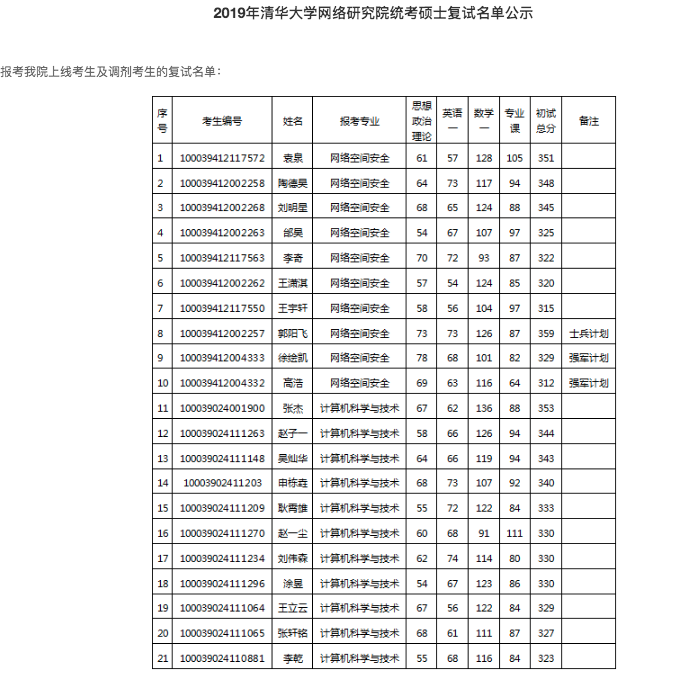 2019年清华大学网络研究院统考硕士复试名单公示
报考我院上线考生及调剂考生的复试名单：
序号 考生编号 姓名 报考专业 思想政治理论 英语一 数学一 专业课 初试总分 备注
1 100039412117572 袁泉 网络空间安全 61 57 128 105 351
2 100039412002258 陶德昊 网络空间安全 64 73 117 94 348
3 100039412002268 刘明星 网络空间安全 68 65 124 88 345
4 100039412002263 邰昊 网络空间安全 54 67 107 97 325
5 100039412117563 李奇 网络空间安全 70 72 93 87 322
6 100039412002262 王潇淇 网络空间安全 57 54 124 85 320
7 100039412117550 王宇轩 网络空间安全 58 56 104 97 315
8 100039412002257 郭阳飞 网络空间安全 73 73 126 87 359 士兵计划
9 100039412004333 徐绘凯 网络空间安全 78 68 101 82 329 强军计划
10 100039412004332 高浩 网络空间安全 69 63 116 64 312 强军计划
11 100039024001900 张杰 计算机科学与技术 67 62 136 88 353
12 100039024111263 赵子一 计算机科学与技术 58 66 126 94 344
13 100039024111148 吴灿华 计算机科学与技术 64 66 119 94 343
14 10003902411203 申栋 计算机科学与技术 68 73 107 92 340
15 100039024111209 耿霄 计算机科学与技术 55 72 122 84 333
16 100039024111270 赵一尘 计算机科学与技术 60 68 91 111 330
17 100039024111234 刘伟森 计算机科学与技术 62 74 114 80 330
18 100039024111296 涂昱 计算机科学与技术 54 67 123 86 330
19 100039024111064 王立云 计算机科学与技术 67 56 122 84 329
20 100039024111065 张轩铭 计算机科学与技术 68 61 111 87 327
21 100039024110881 李乾 计算机科学与技术 55 68 116 84 323